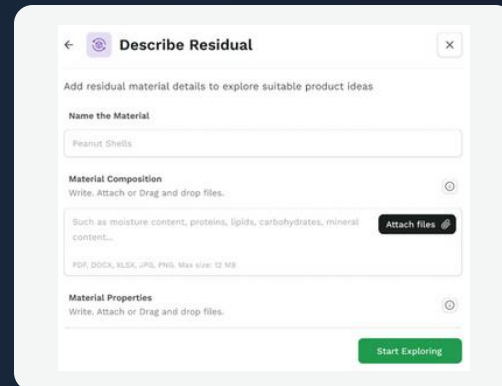 Describe Residual
Add residual material details to explore suitable product ideas
Name the Material
Peanut Shells
Material Composition
Write. Attach or Drag and drop files.
Such as moisture content, proteins, lipids, carbohydrates, mineral
content...
Attach files
PDF, DOCX, XLSX, JPG, PNG. Max size: 12 MB
Material Properties
Write. Attach or Drag and drop files.
Start Exploring